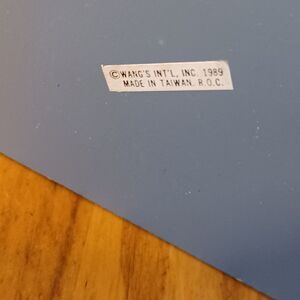 ©WANG'S INT'L, INC. 1989
MADE IN TAIWAN, R.O.C.